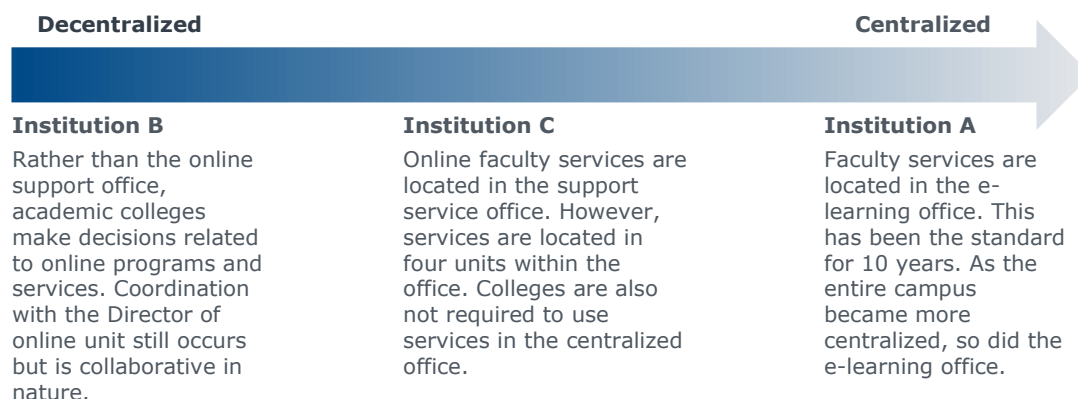 Decentralized
Centralized
Institution B
Rather than the online
support office,
academic colleges
make decisions related
to online programs and
services. Coordination
with the Director of
online unit still occurs
but is collaborative in
nature.
Institution C
Online faculty services are
located in the support
service office. However,
services are located in
four units within the
office. Colleges are also
not required to use
services in the centralized
office.
Institution A
Faculty services are
located in the e-
learning office. This
has been the standard
for 10 years. As the
entire campus
became more
centralized, so did the
e-learning office.